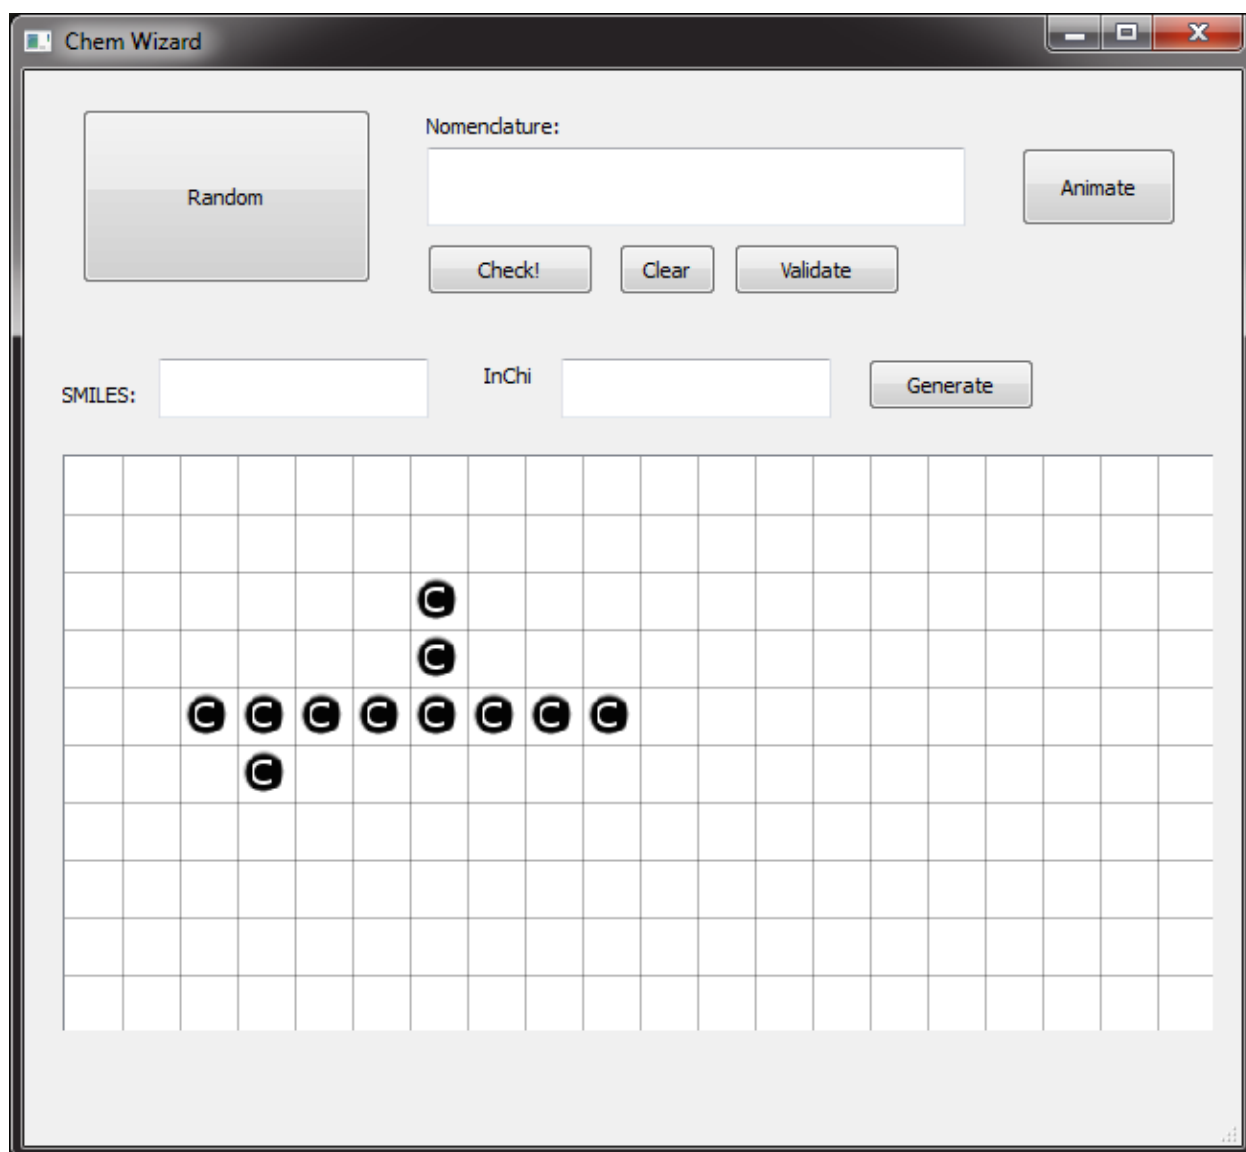 Chem Wizard
Nomenclature:
Random
Animate
Check! Clear Validate
SMILES: InChi Generate
C
C
C C C C C C C C
C